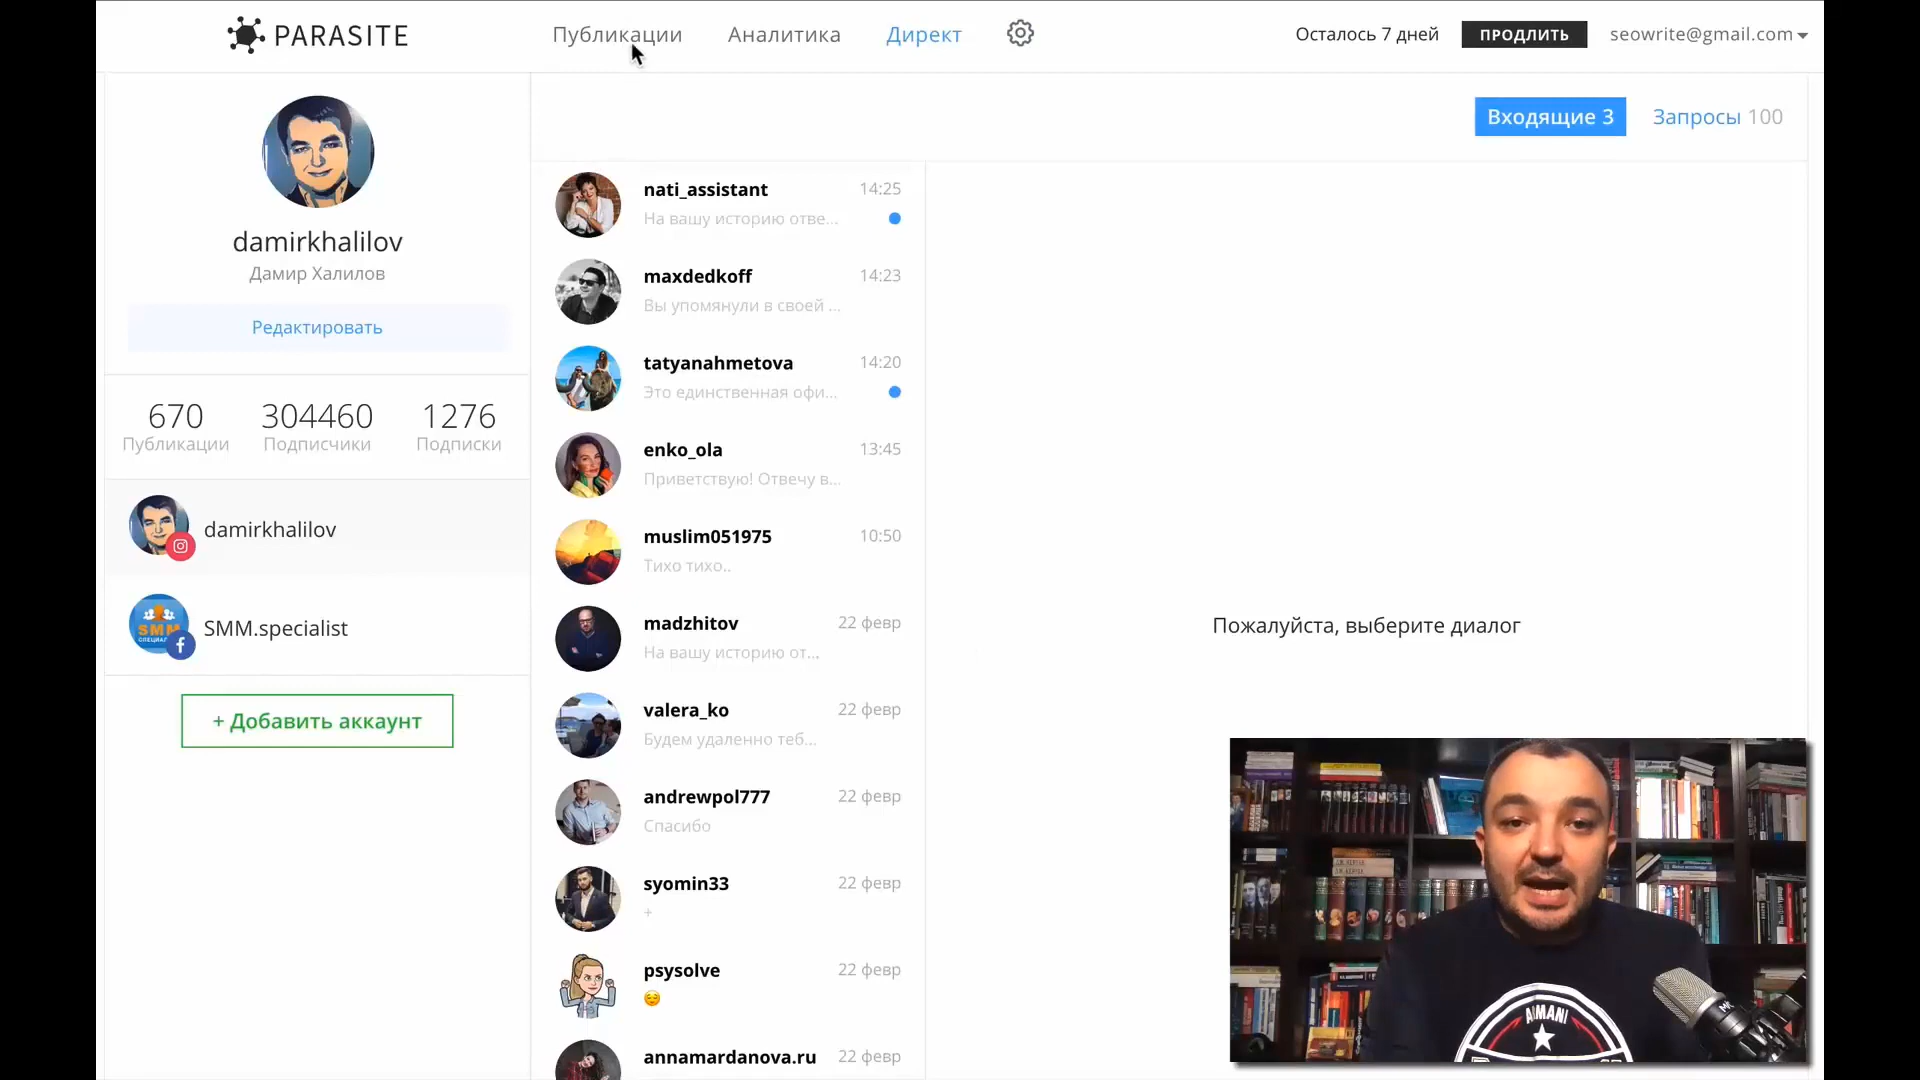 PARASITE
Публикации
Аналитика
Директ
Осталось 7 дней
ПРОДЛИТЬ
seowrite@gmail.com
damirkhalilov
Дамир Халилов
Редактировать
670
Публикации
304460
Подписчики
1276
Подписки
damirkhalilov
SMM.specialist
+ Добавить аккаунт
Входящие 3
Запросы 100
nati_assistant 14:25
На вашу историю отве...
maxdedkoff 14:23
Вы упомянули в своей ...
tatyanahmetova 14:20
Это единственная офи...
enko_ola 13:45
Приветствую! Отвечу в...
muslim051975 10:50
Тихо тихо..
madzhitov 22 февр
На вашу историю от...
valera_ko 22 февр
Будем удаленно теб...
andrewpol777 22 февр
Спасибо
syomin33 22 февр
+
psysolve 22 февр
annamardanova.ru 22 февр
Пожалуйста, выберите диалог
SMM